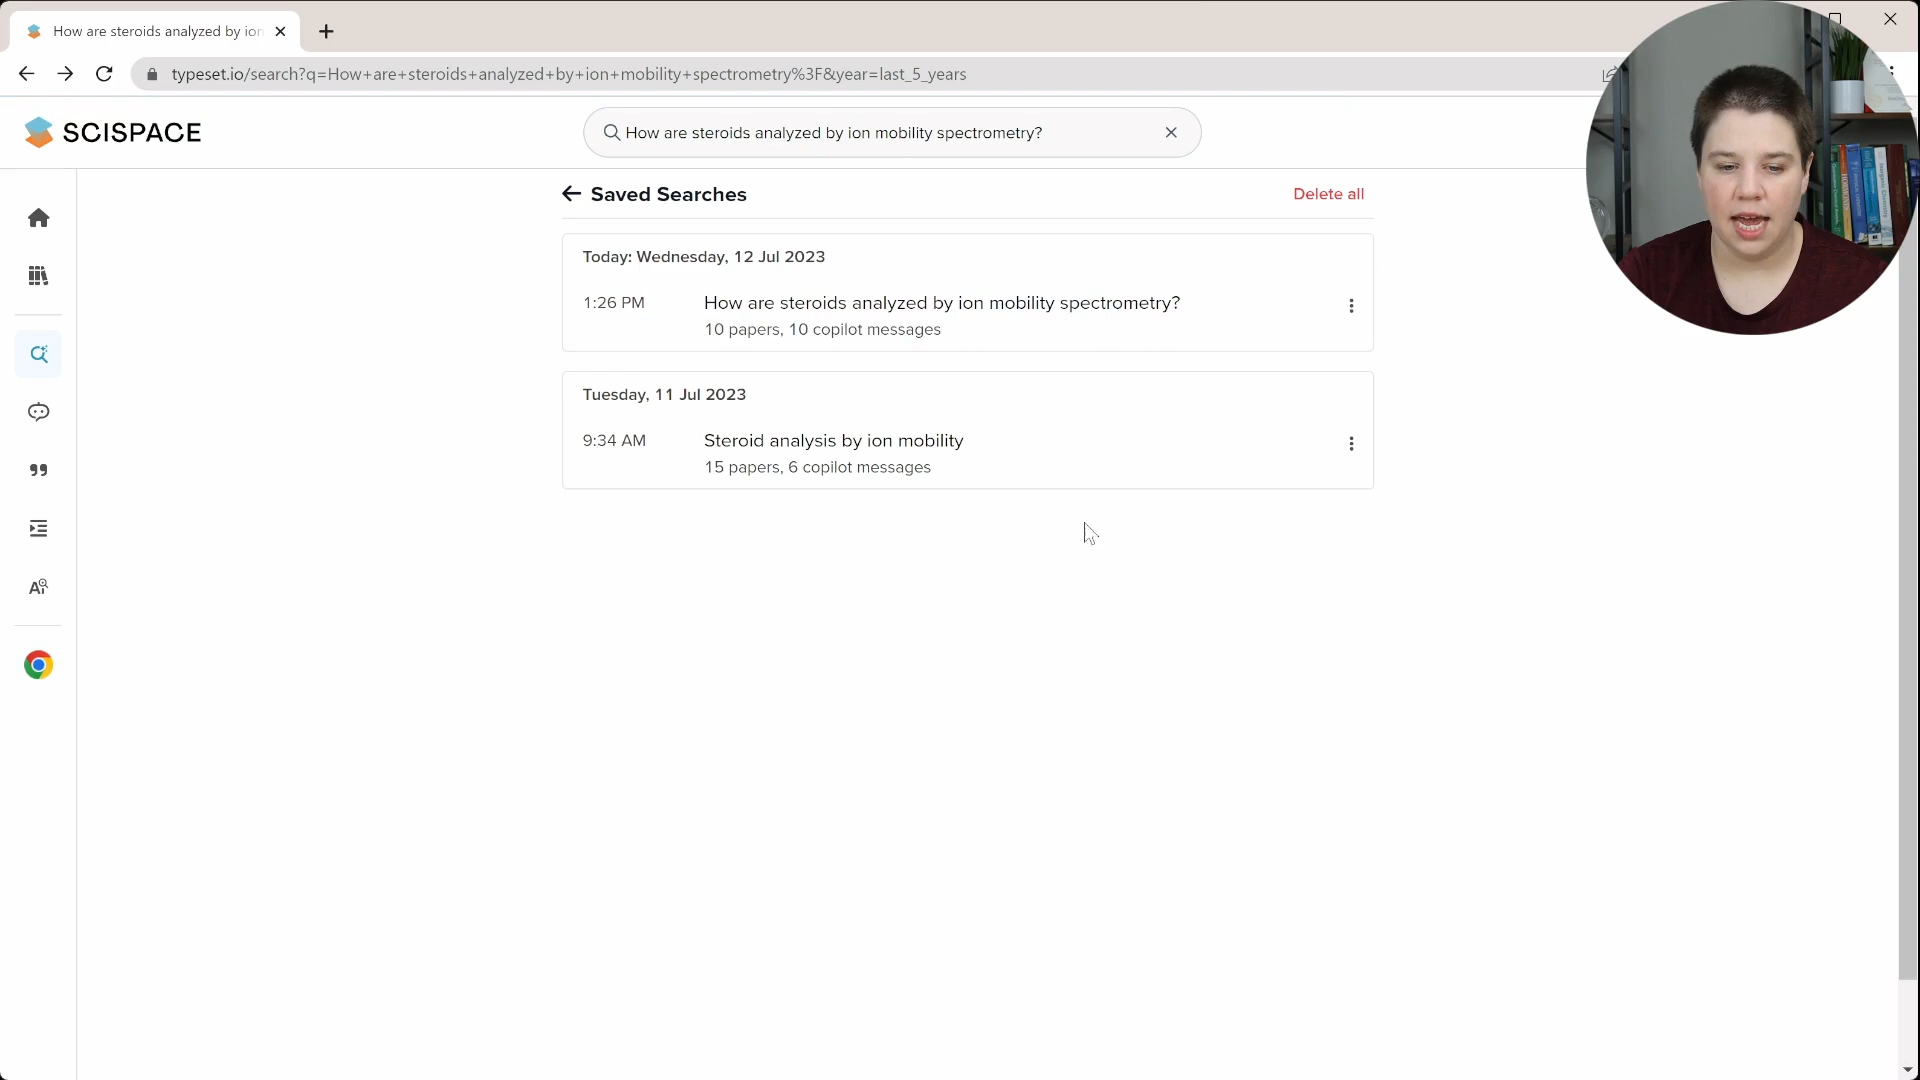 How are steroids analyzed by ion
typeset.io/search?q=How+are+steroids+analyzed+by+ion+mobility+spectrometry%3F&year=last_5_years
SCISPACE
How are steroids analyzed by ion mobility spectrometry?
Saved Searches
Delete all
Today: Wednesday, 12 Jul 2023
1:26 PM
How are steroids analyzed by ion mobility spectrometry?
10 papers, 10 copilot messages
Tuesday, 11 Jul 2023
9:34 AM
Steroid analysis by ion mobility
15 papers, 6 copilot messages